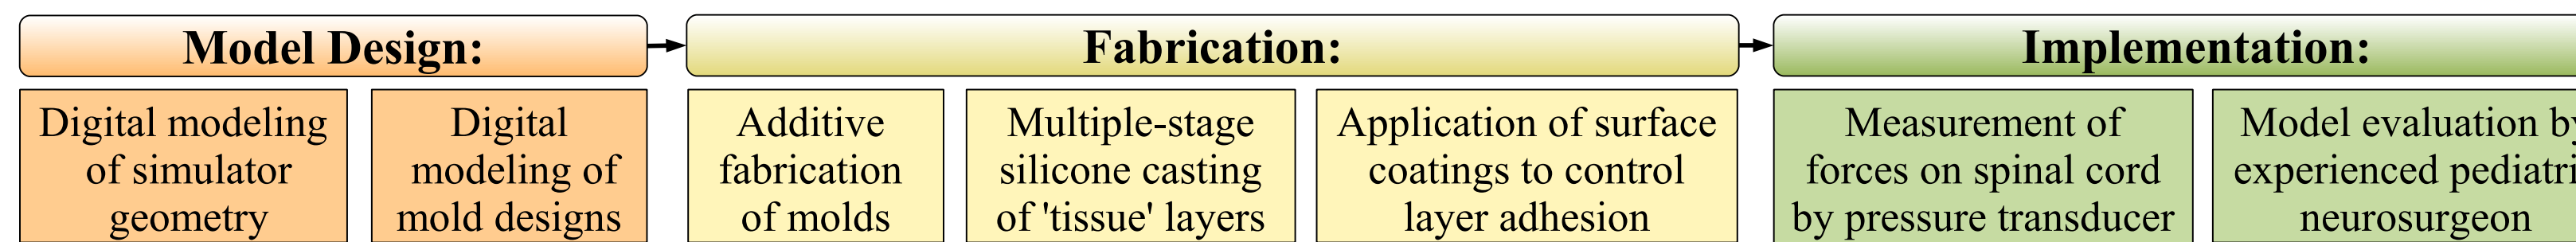 Model Design:
Fabrication:
Implementation:
Digital modeling
of simulator
geometry
Digital
modeling of
mold designs
Additive
fabrication
of molds
Multiple-stage
silicone casting
of 'tissue' layers
Application of surface
coatings to control
layer adhesion
Measurement of
forces on spinal cord
by pressure transducer
Model evaluation
experienced
neurosurgeon